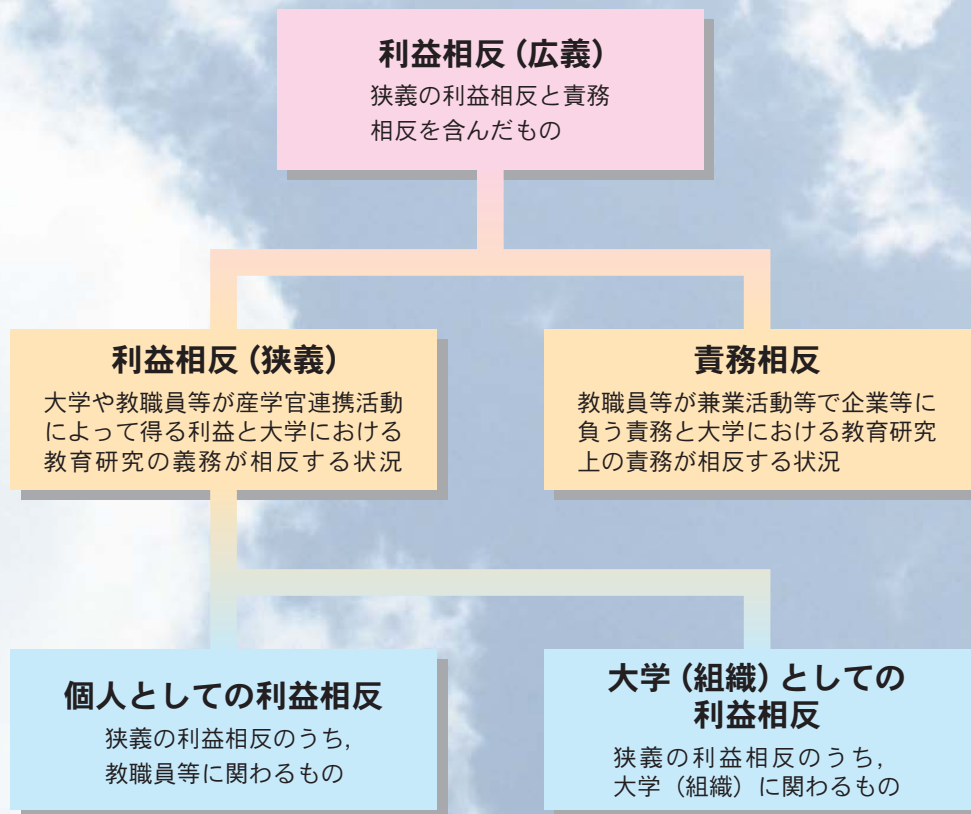 利益相反（広義）
狭義の利益相反と責務
相反を含んだもの
利益相反（狭義）
大学や教職員等が産学官連携活動
によって得る利益と大学における
教育研究の義務が相反する状況
責務相反
教職員等が兼業活動等で企業等に
負う責務と大学における教育研究
上の責務が相反する状況
個人としての利益相反
狭義の利益相反のうち，
教職員等に関わるもの
大学（組織）としての
利益相反
狭義の利益相反のうち，
大学（組織）に関わるもの